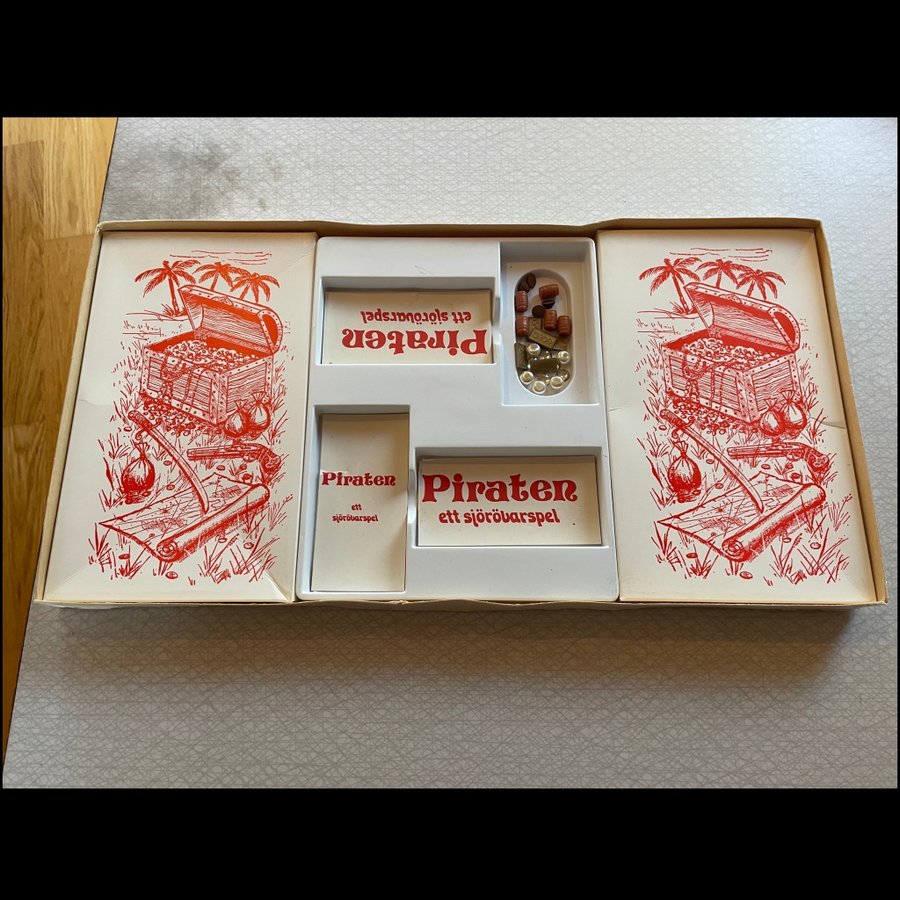 Piraten
ett sjörövarspel
Piraten
ett
sjörövarspel
Piraten
ett sjörövarspel